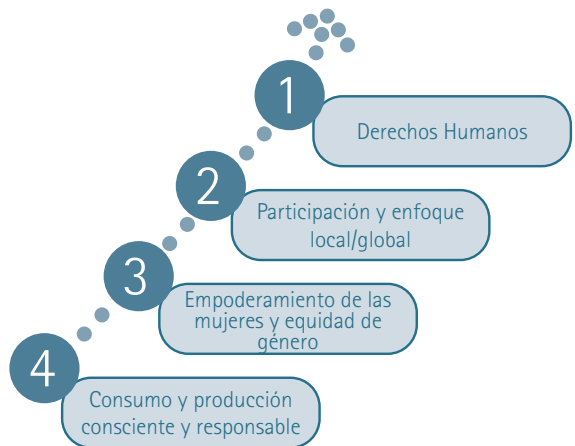 1
Derechos Humanos
2
Participación y enfoque
local/global
3
Empoderamiento de las
mujeres y equidad de
género
4
Consumo y producción
consciente y responsable